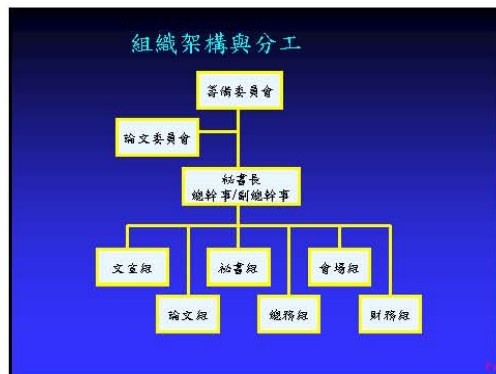 組織架構與分工
籌備委員會
論文委員會
祕書長
總幹事/副總幹事
文宣組
祕書組
會場組
論文組
總務組
財務組